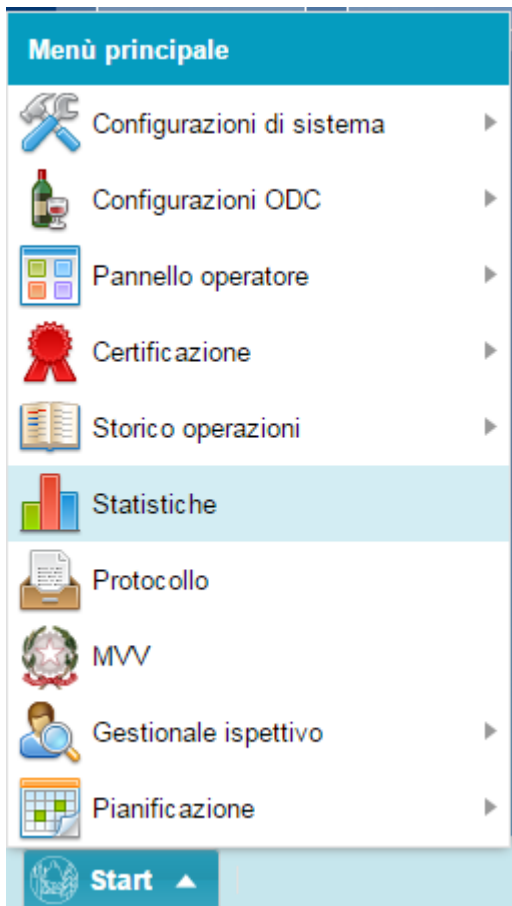 Menù principale
Configurazioni di sistema
Configurazioni ODC
Pannello operatore
Certificazione
Storico operazioni
Statistiche
Protocollo
MVV
Gestionale ispettivo
Pianificazione
Start